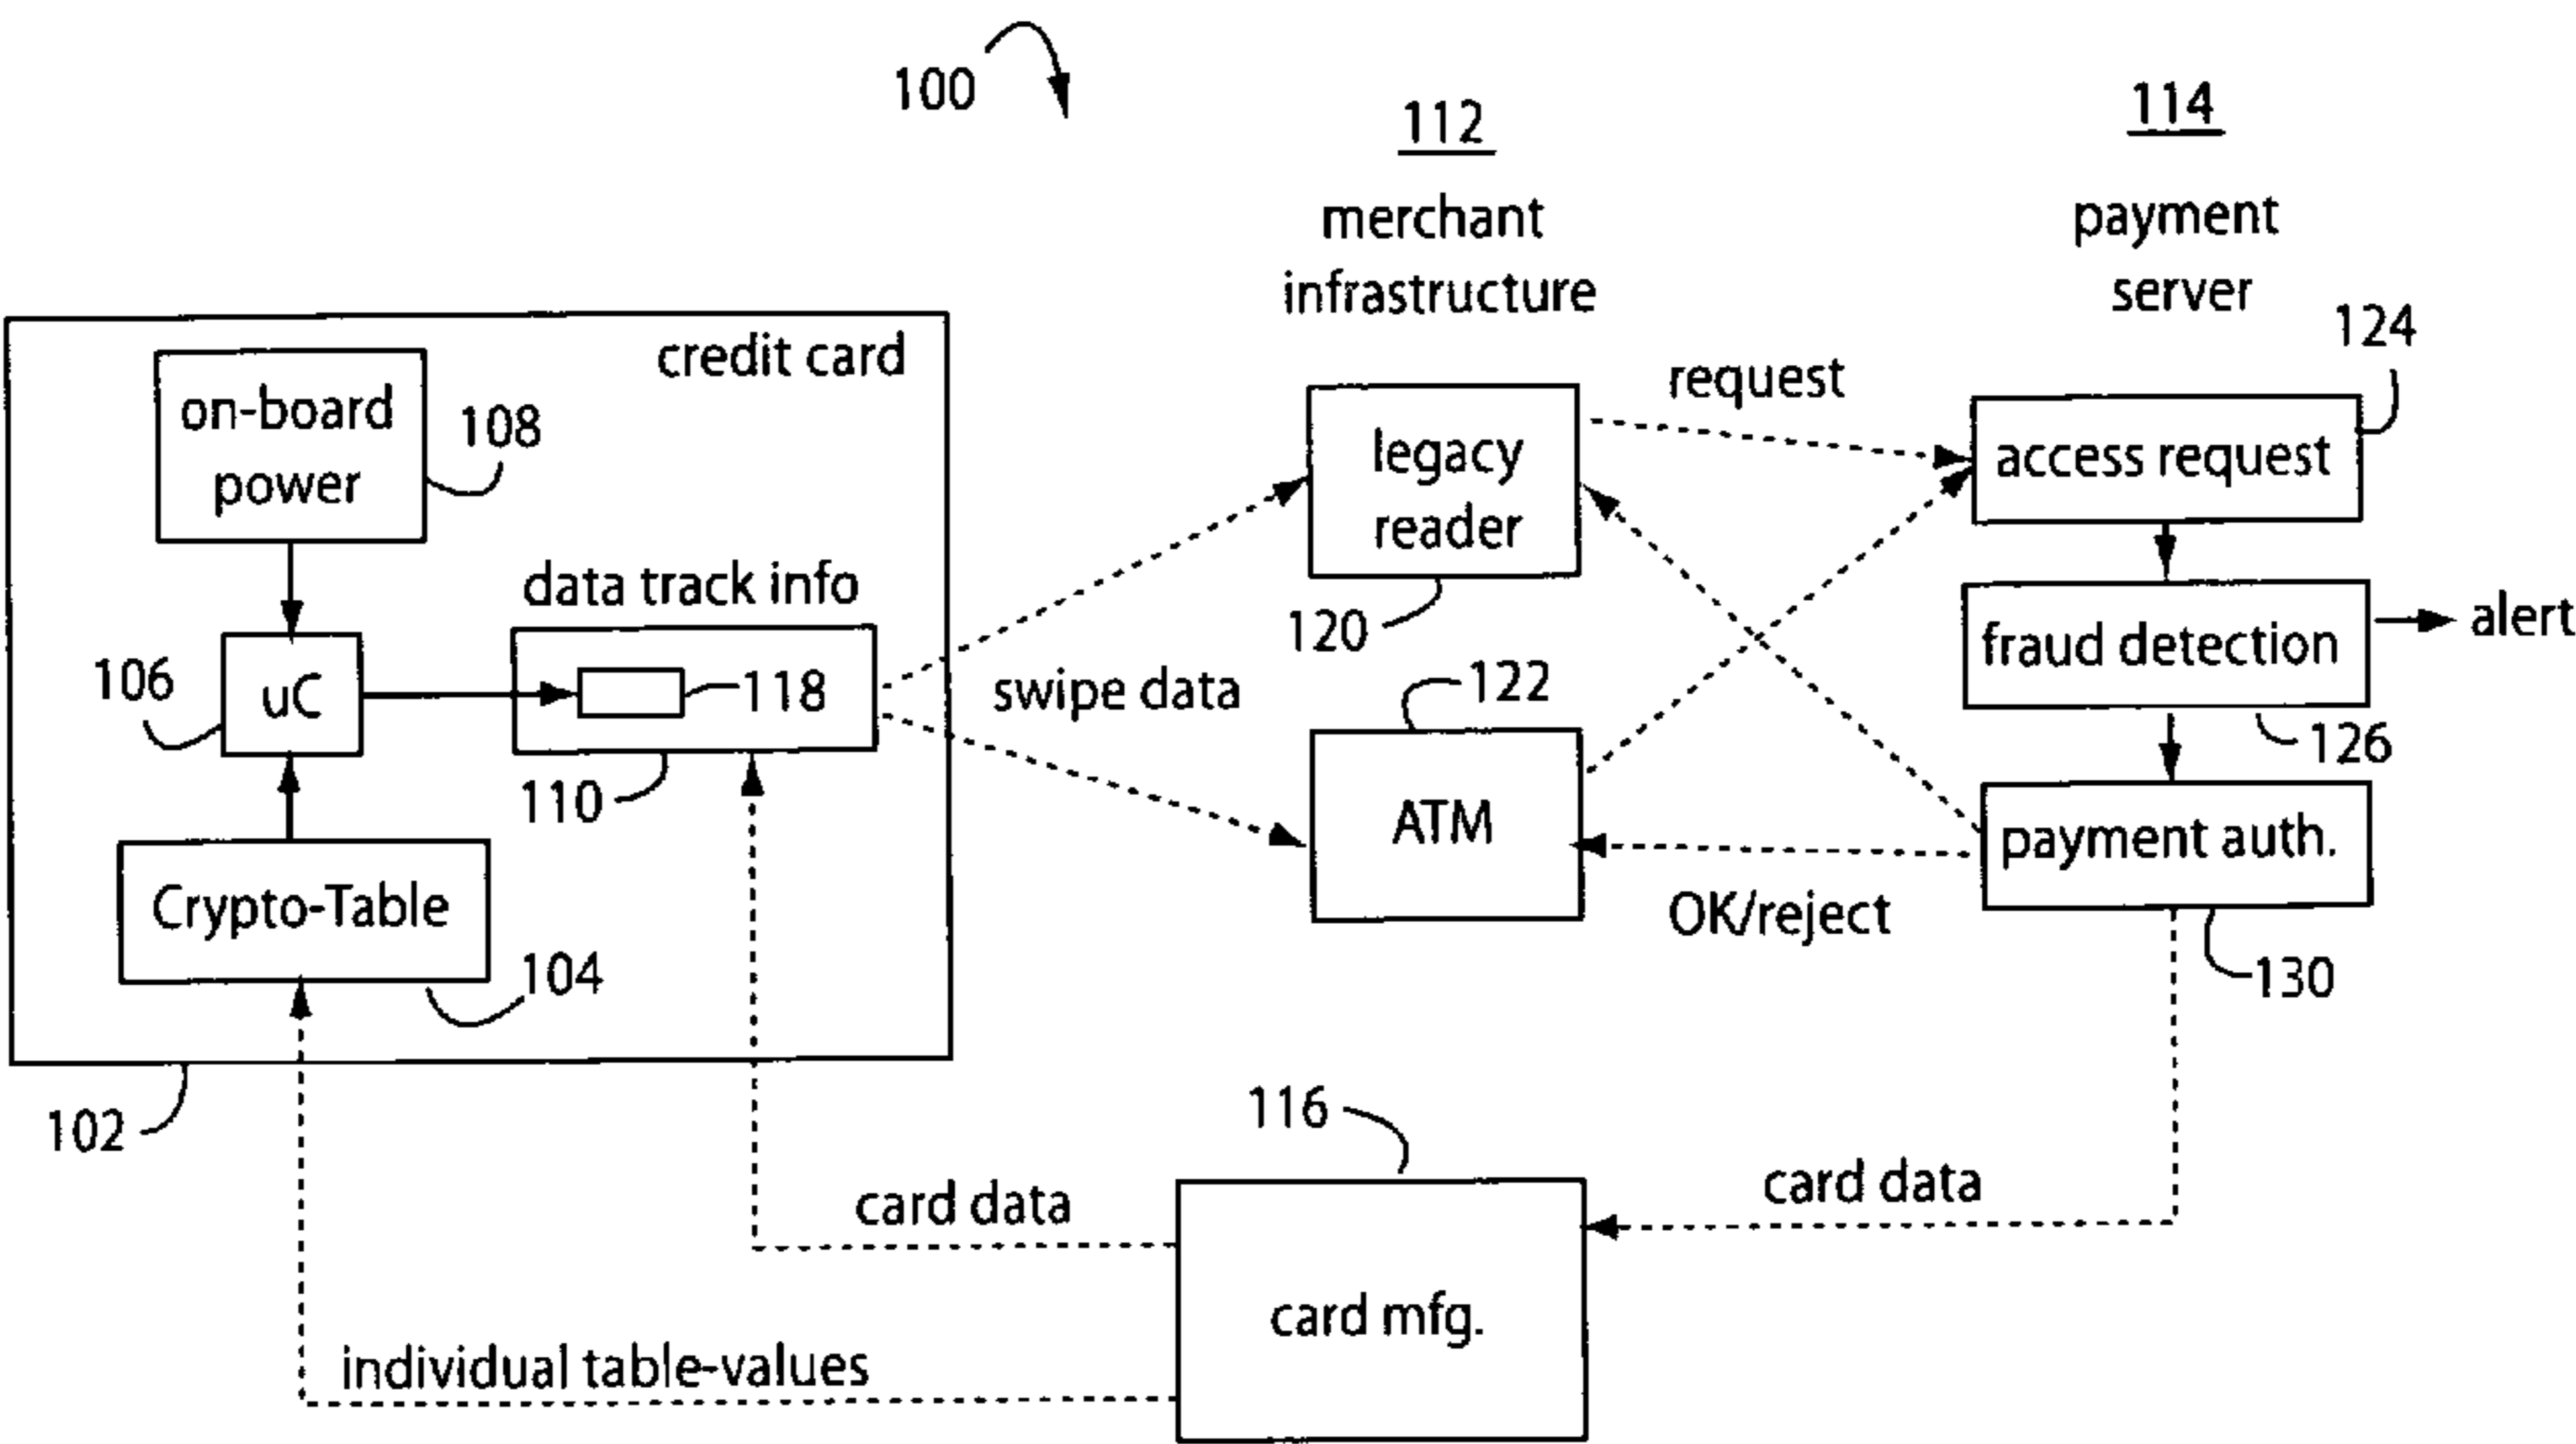 100
112
merchant
infrastructure
114
payment
server
124
credit card
on-board
power
108
data track info
106
uC
118
110
Crypto-Table
104
102
swipe data
legacy
reader
120
122
ATM
request
OK/reject
access request
fraud detection
alert
126
payment auth.
130
116
card data
card data
card mfg.
individual table-values